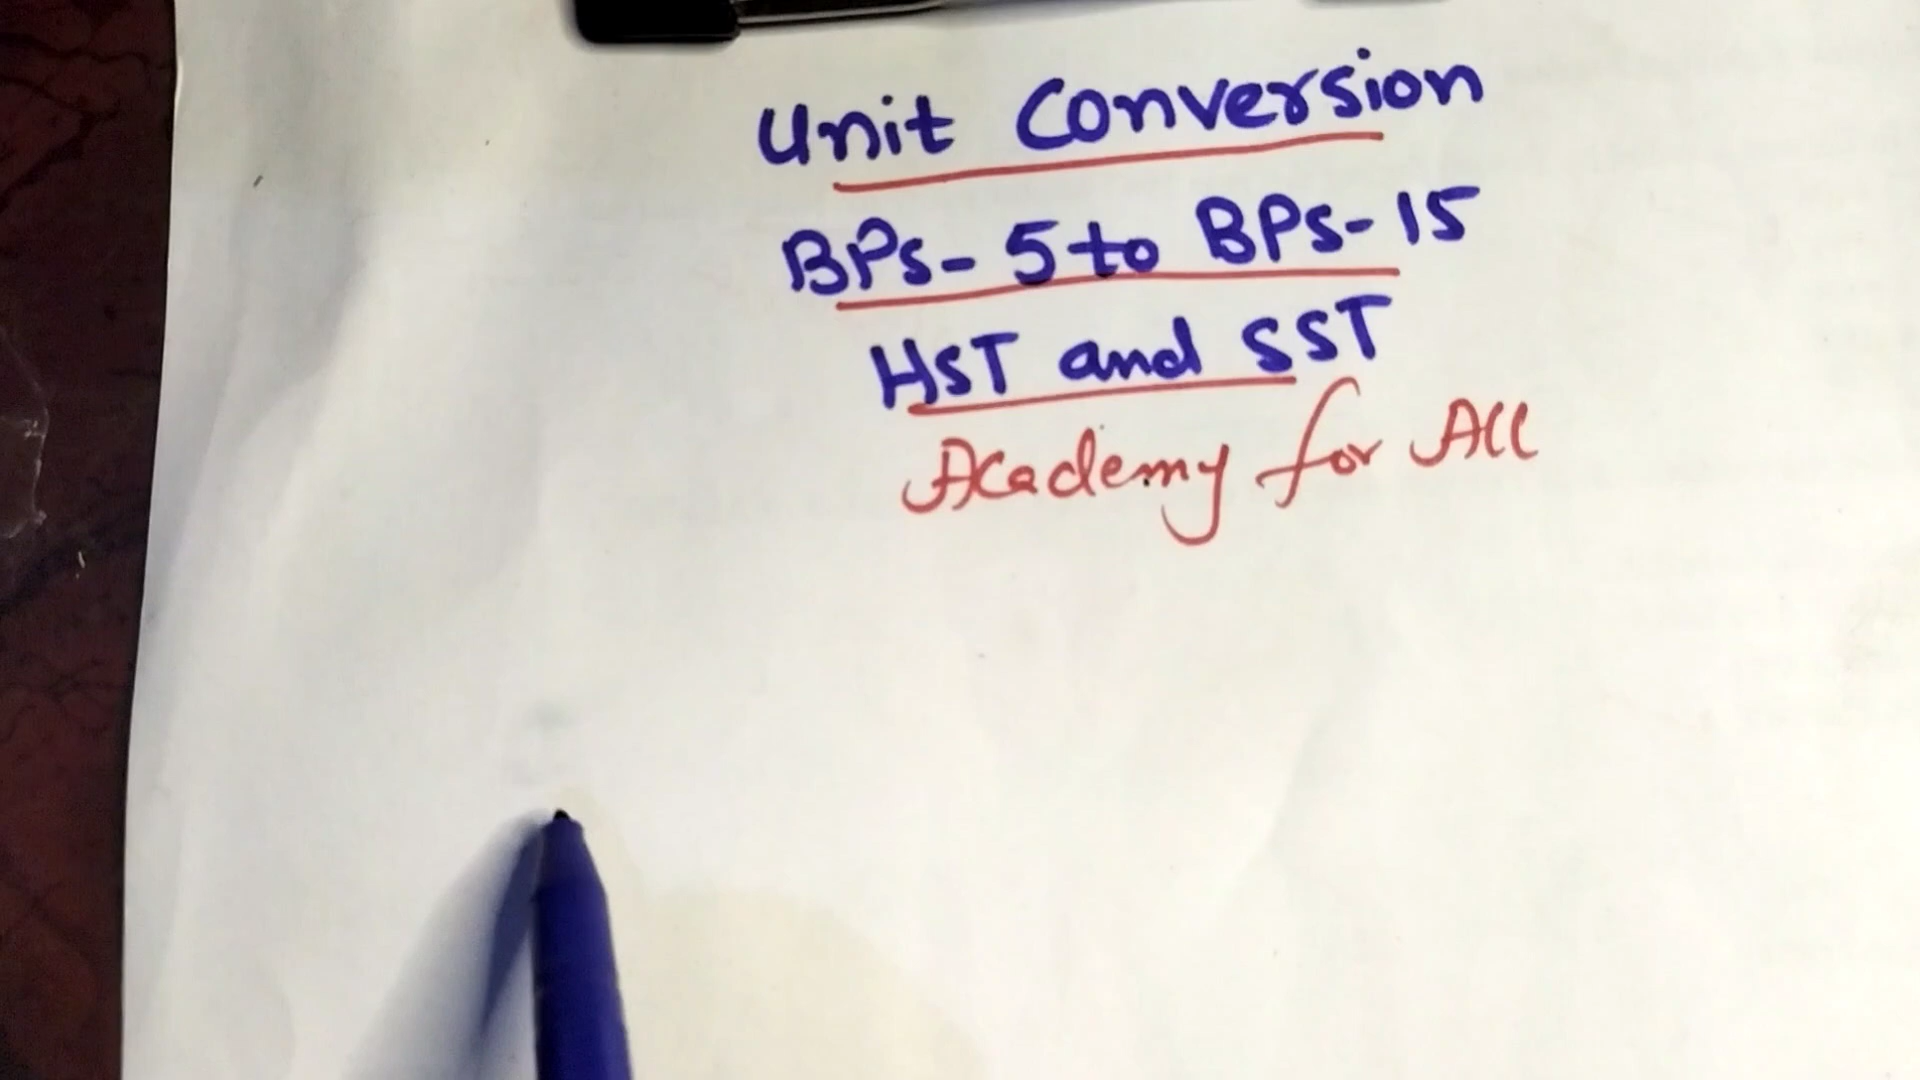 Unit Conversion
BPs- 5 to BPs- 15
HST and SST
Academy for All